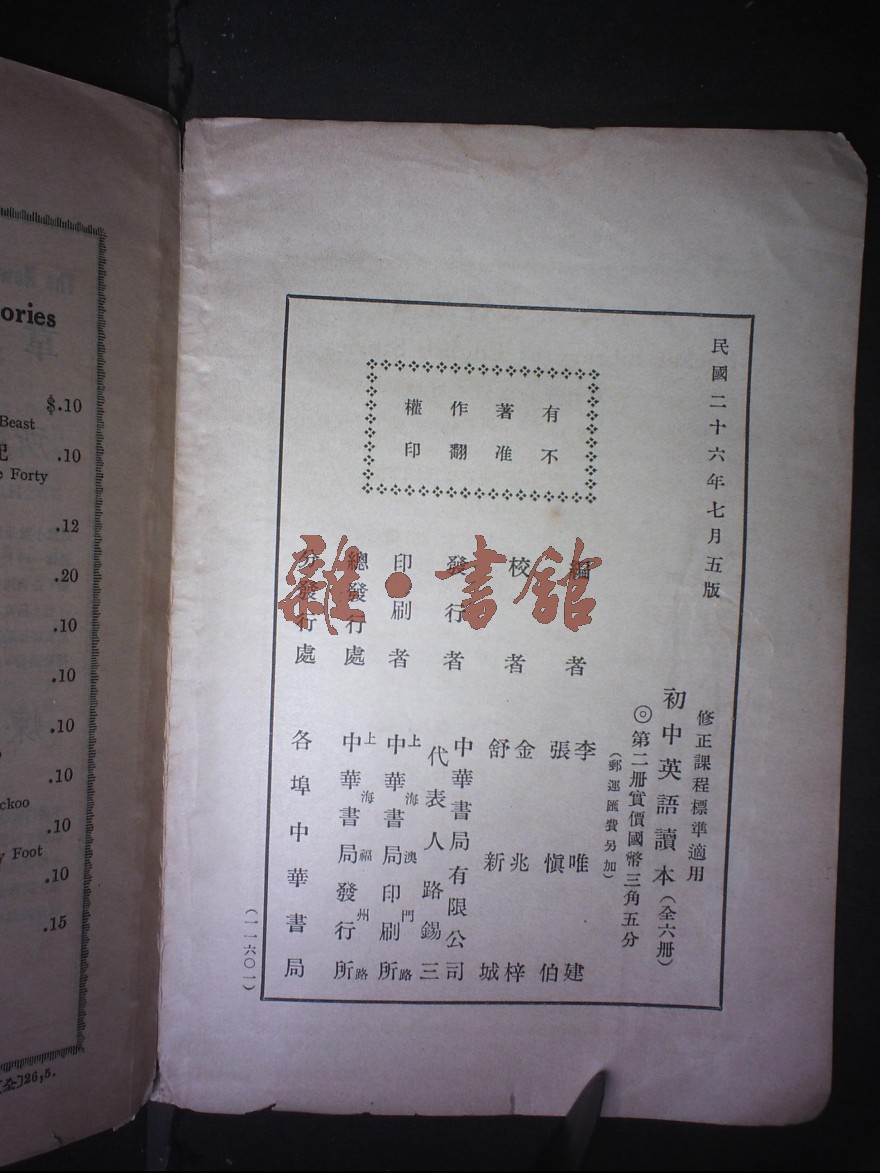 民國二十六年七月五版
修正課程標準適用
初中英語讀本（全六册）
◎第二册實價國幣三角五分
（郵運匯費另加）
有不
著准
作翻
權印
編者
李唯建
張慎伯
校者
金兆梓
舒新城
發行者
中華書局有限公司
代表人路錫三
印刷者
上海澳門路
中華書局印刷所
總發行處
上海福州路
中華書局發行所
分發行處
各埠中華書局
（一一六〇一）
雜·書館
ories
$.10
Beast
.10
e Forty
.12
.20
.10
.10
.10
.10
ckoo
.10
y Foot
.10
.15
26,5.